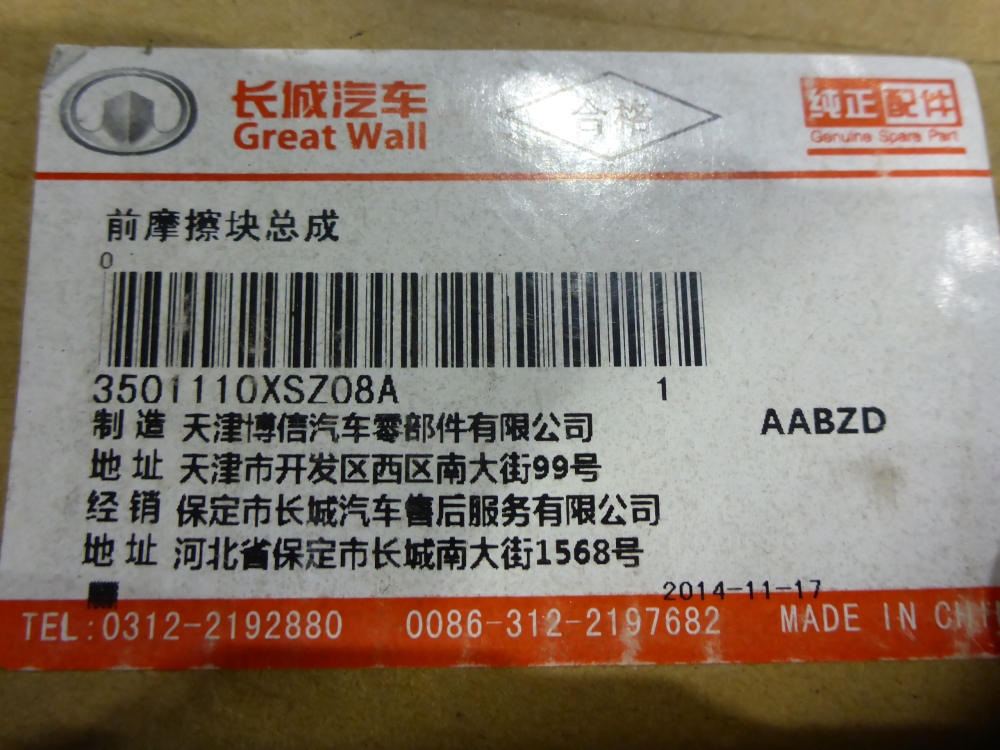 长城汽车
Great Wall
合格
纯正配件
Genuine Spare Part
前摩擦块总成
0
3501110XSZ08A 1
制造 天津博信汽车零部件有限公司
AABZD
地址 天津市开发区西区南大街99号
经销 保定市长城汽车售后服务有限公司
地址 河北省保定市长城南大街1568号
2014-11-17
TEL:0312-2192880 0086-312-2197682 MADE IN CHI